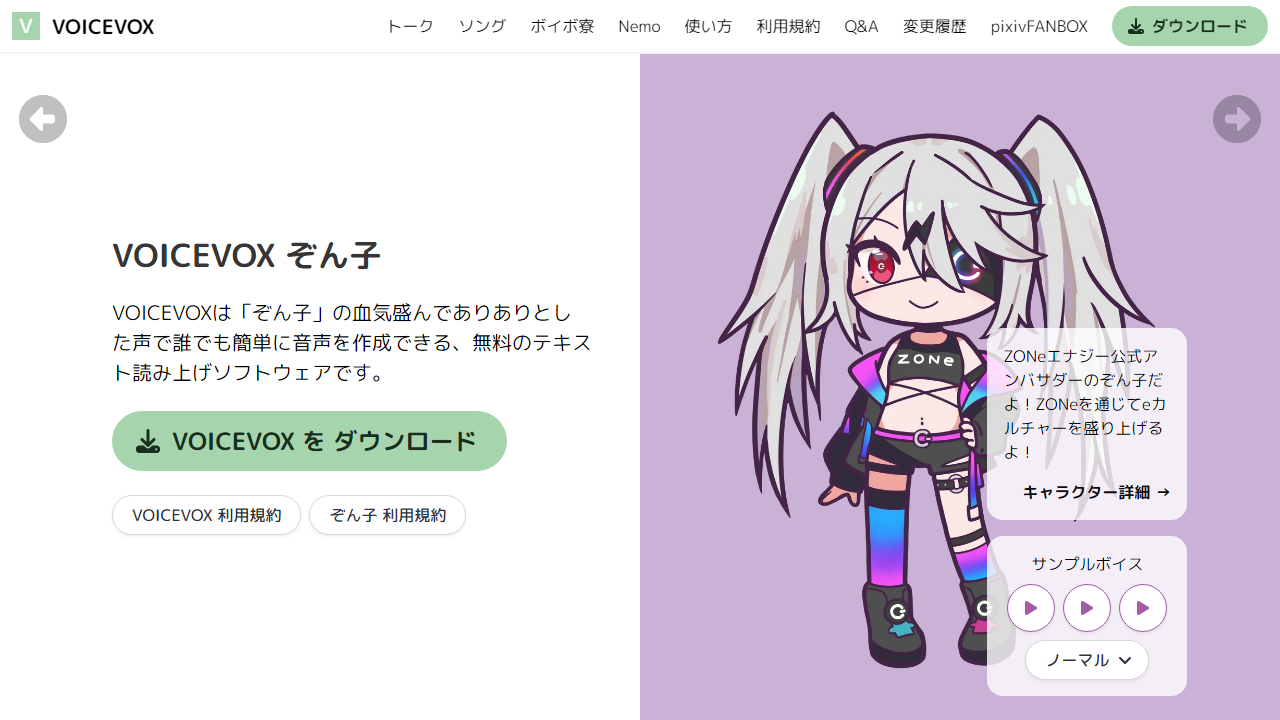 V VOICEVOX
トーク ソング ボイボ寮 Nemo 使い方 利用規約 Q&A 変更履歴 pixivFANBOX ダウンロード
VOICEVOX ぞん子
VOICEVOXは「ぞん子」の血気盛んでありありとし
た声で誰でも簡単に音声を作成できる、無料のテキス
ト読み上げソフトウェアです。
VOICEVOX を ダウンロード
VOICEVOX 利用規約 ぞん子 利用規約
ZONe
ZONeエナジー公式ア
ンバサダーのぞん子だ
よ！ZONeを通じてeカ
ルチャーを盛り上げる
よ！
キャラクター詳細 →
サンプルボイス
ノーマル